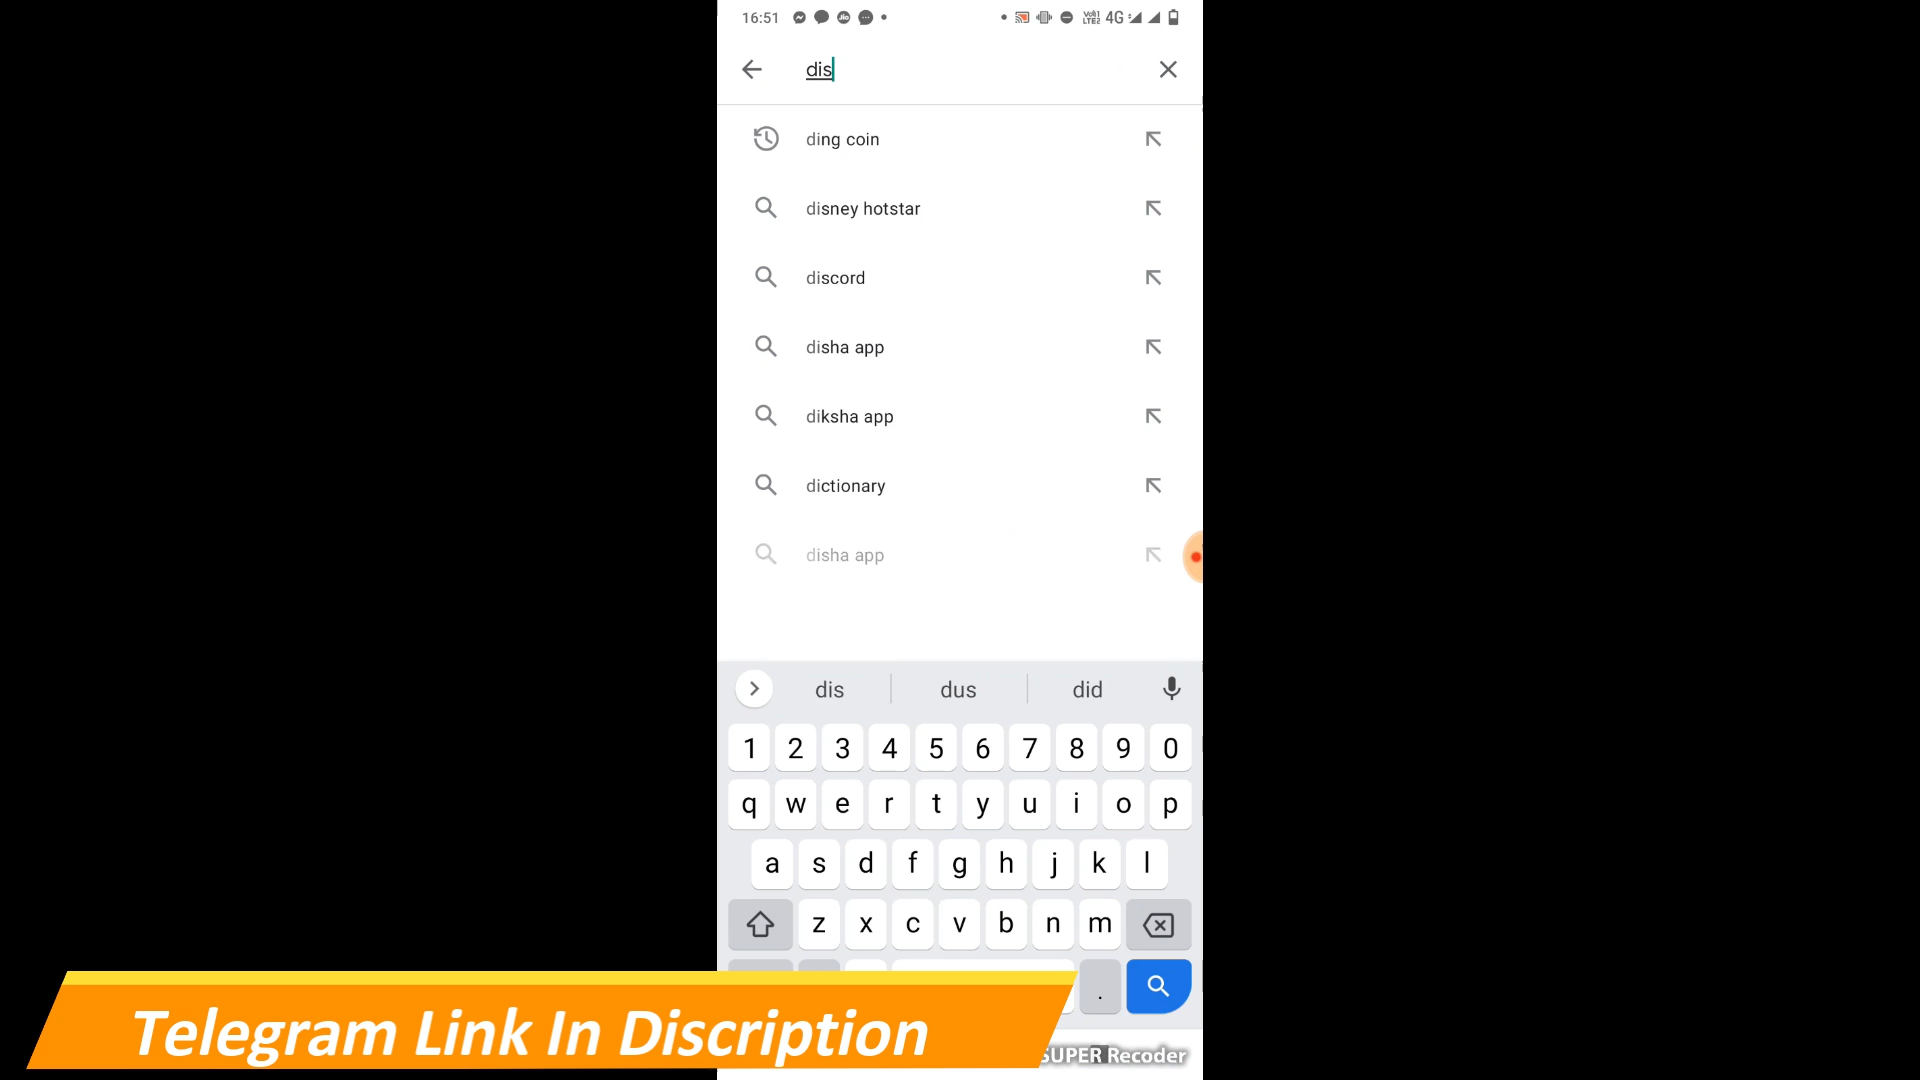 16:51
Jio
4G
dis
ding coin
disney hotstar
discord
disha app
diksha app
dictionary
disha app
dis dus did
1 2 3 4 5 6 7 8 9 0
q w e r t y u i o p
a s d f g h j k l
z x c v b n m
.
Telegram Link In Discription
SUPER Recoder